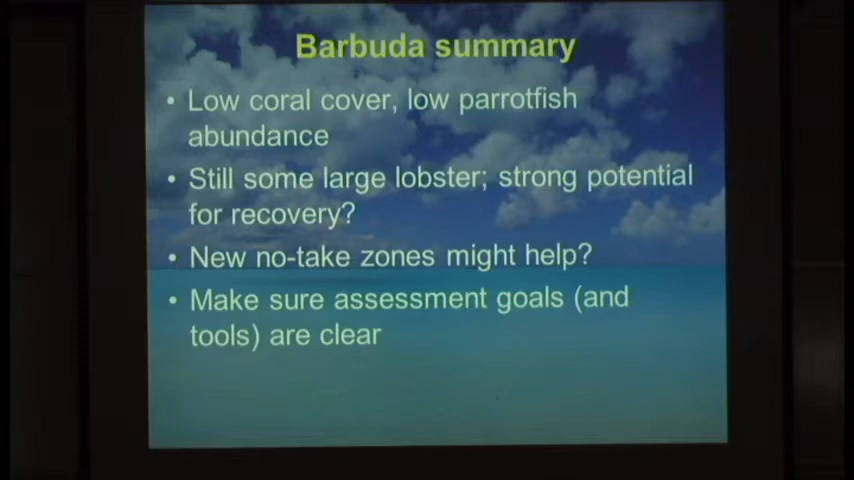 Barbuda summary
• Low coral cover, low parrotfish
abundance
• Still some large lobster; strong potential
for recovery?
• New no-take zones might help?
• Make sure assessment goals (and
tools) are clear